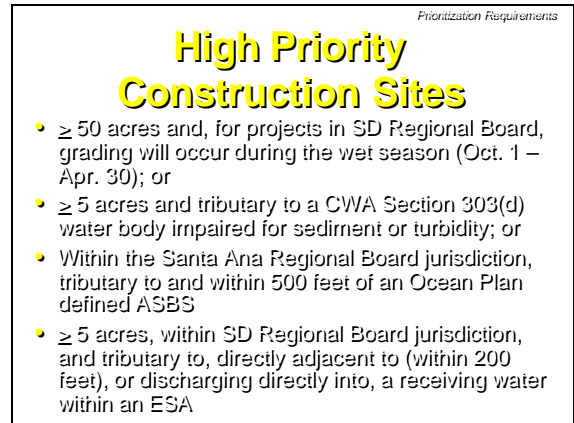 Prioritization Requirements
High Priority
Construction Sites
• ≥ 50 acres and, for projects in SD Regional Board,
grading will occur during the wet season (Oct. 1 –
Apr. 30); or
• ≥ 5 acres and tributary to a CWA Section 303(d)
water body impaired for sediment or turbidity; or
• Within the Santa Ana Regional Board jurisdiction,
tributary to and within 500 feet of an Ocean Plan
defined ASBS
• ≥ 5 acres, within SD Regional Board jurisdiction,
and tributary to, directly adjacent to (within 200
feet), or discharging directly into, a receiving water
within an ESA